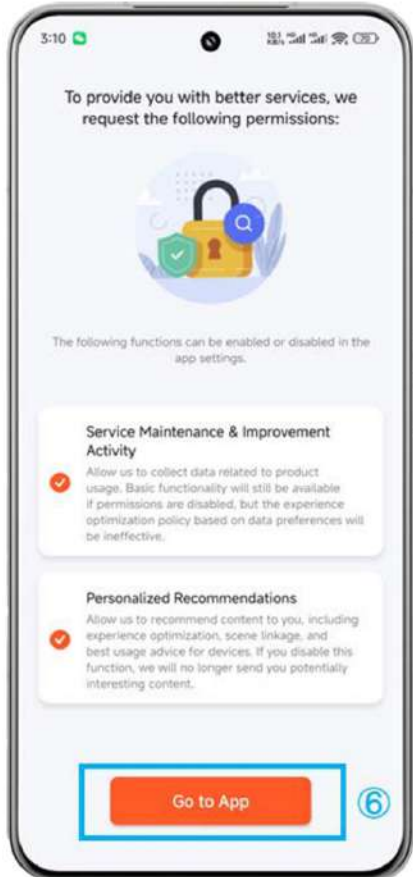 3:10
To provide you with better services, we
request the following permissions:
The following functions can be enabled or disabled in the
app settings.
Service Maintenance & Improvement
Activity
Allow us to collect data related to product
usage. Basic functionality will still be available
if permissions are disabled, but the experience
optimization policy based on data preferences will
be ineffective.
Personalized Recommendations
Allow us to recommend content to you, including
experience optimization, scene linkage, and
best usage advice for devices. If you disable this
function, we will no longer send you potentially
interesting content.
Go to App
⑥